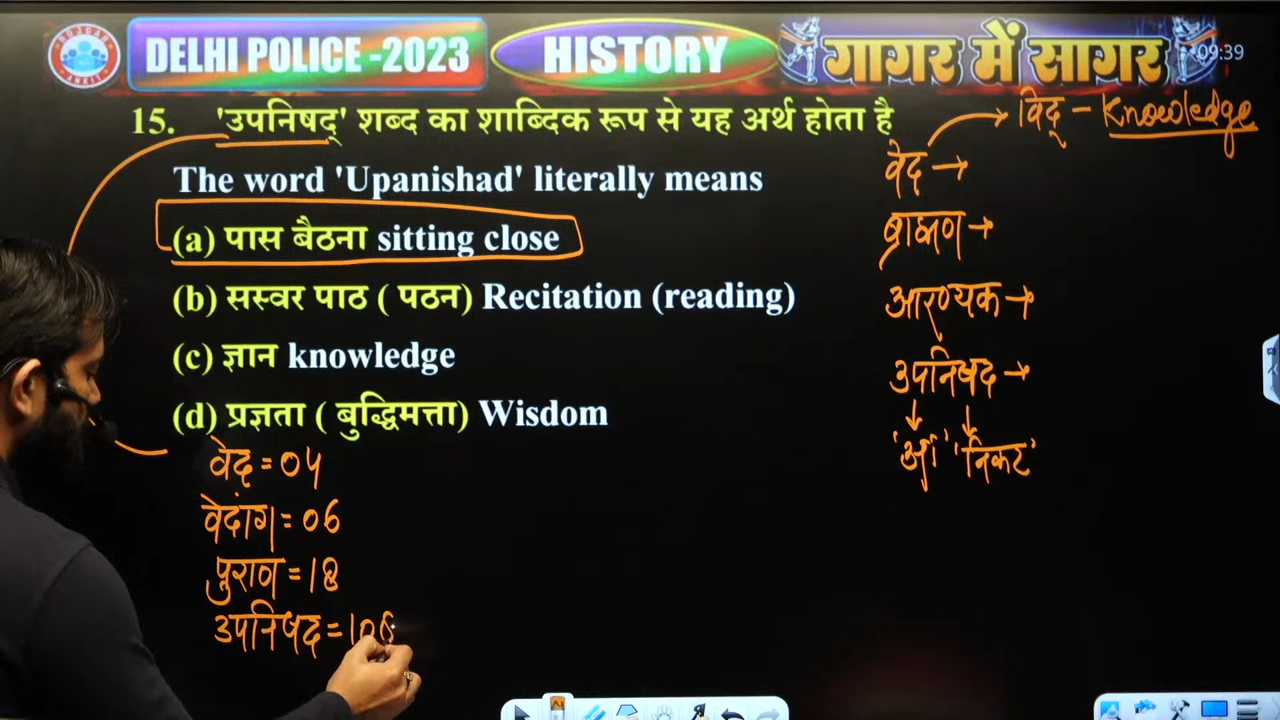 ROJGAR
ANKIT
DELHI POLICE -2023
HISTORY
गागर में सागर
09:39
15. 'उपनिषद्' शब्द का शाब्दिक रूप से यह अर्थ होता है
The word 'Upanishad' literally means
(a) पास बैठना sitting close
(b) सस्वर पाठ ( पठन) Recitation (reading)
(c) ज्ञान knowledge
(d) प्रज्ञता ( बुद्धिमत्ता) Wisdom
वेद = 04
वेदांग = 06
पुराण = 18
उपनिषद = 108
विद् - Knowledge
वेद →
ब्राह्मण →
आरण्यक →
उपनिषद →
'निकट'